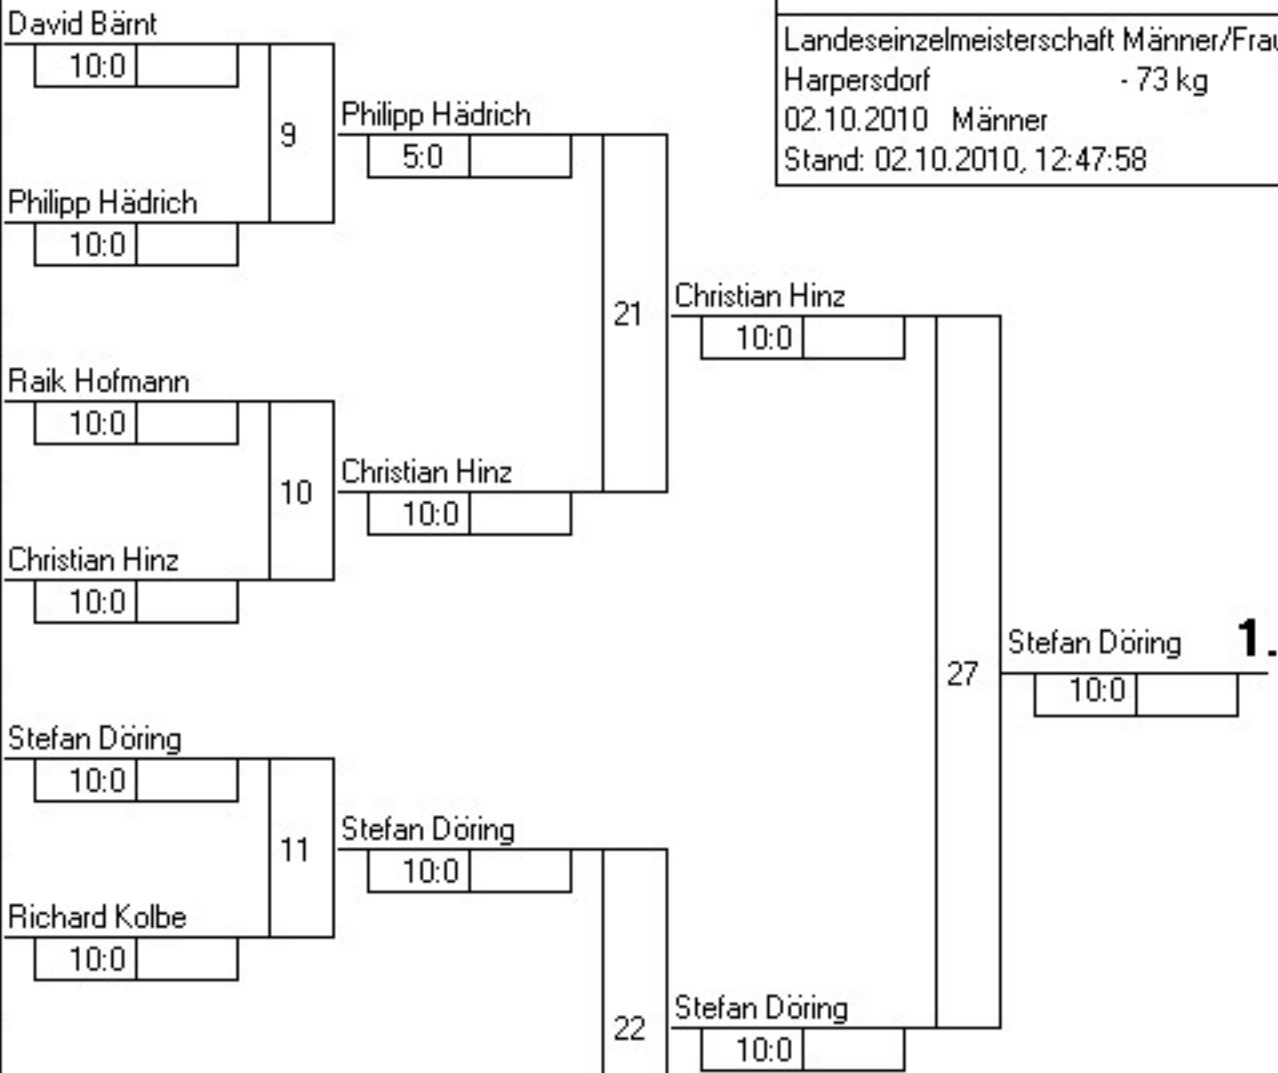 David Bärnt
10:0
9
Philipp Hädrich
10:0
Philipp Hädrich
5:0
Landeseinzelmeisterschaft Männer/Frau
Harpersdorf - 73 kg
02.10.2010 Männer
Stand: 02.10.2010, 12:47:58
Raik Hofmann
10:0
10
Christian Hinz
10:0
Christian Hinz
10:0
21
Christian Hinz
10:0
Stefan Döring
10:0
11
Richard Kolbe
10:0
Stefan Döring
10:0
22
Stefan Döring
10:0
27
Stefan Döring 1.
10:0